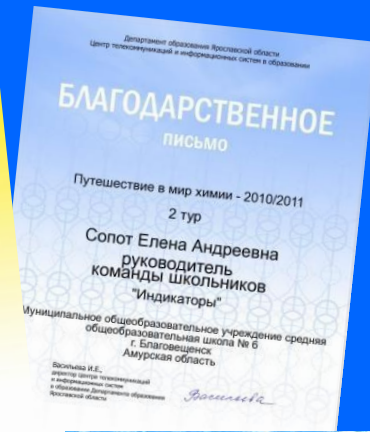 Департамент образования Ярославской области
Центр телекоммуникаций и информационных систем в образовании
БЛАГОДАРСТВЕННОЕ
ПИСЬМО
Путешествие в мир химии - 2010/2011
2 тур
Сопот Елена Андреевна
руководитель
команды школьников
"Индикаторы"
Муниципальное общеобразовательное учреждение средняя
общеобразовательная школа № 6
г. Благовещенск
Амурская область
Васильева И.Е.,
директор Центра телекоммуникаций
и информационных систем
в образовании Департамента образования
Ярославской области
Васильева